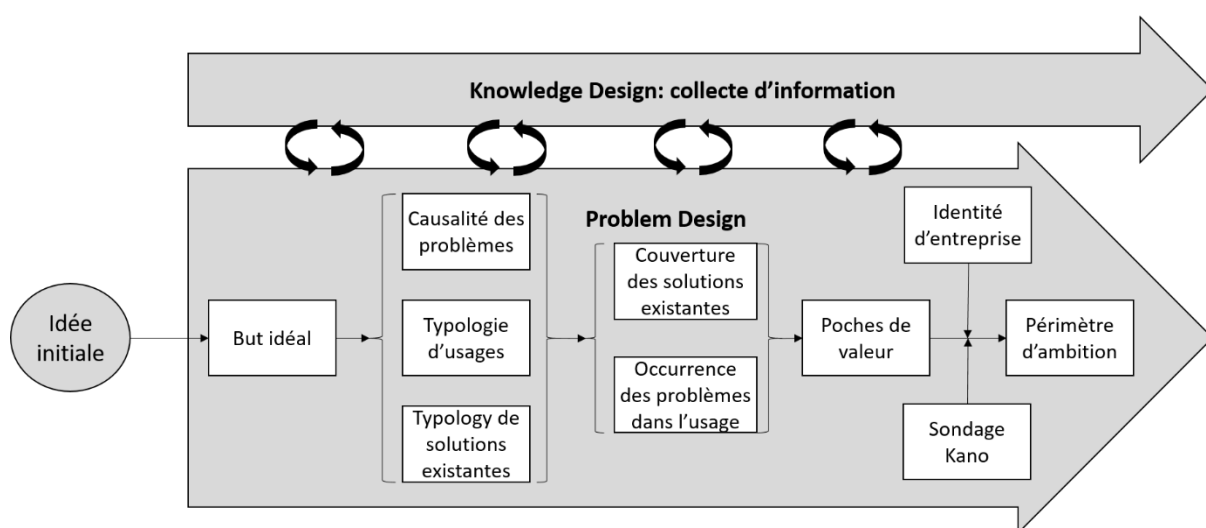 Knowledge Design: collecte d’information
Problem Design
Idée
initiale
But idéal
Causalité des
problèmes
Typologie
d’usages
Typology de
solutions
existantes
Couverture
des solutions
existantes
Occurrence
des problèmes
dans l’usage
Poches de
valeur
Identité
d’entreprise
Sondage
Kano
Périmètre
d’ambition